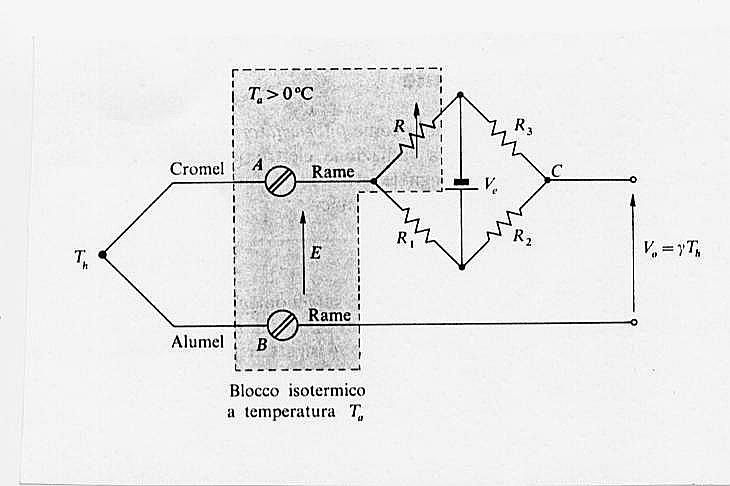 Tₐ > 0 °C
R
R₃
Cromel
A
Rame
C
Vₑ
Tₕ
E
R₁
R₂
Vₒ = γTₕ
Alumel
B
Rame
Blocco isotermico
a temperatura Tₐ